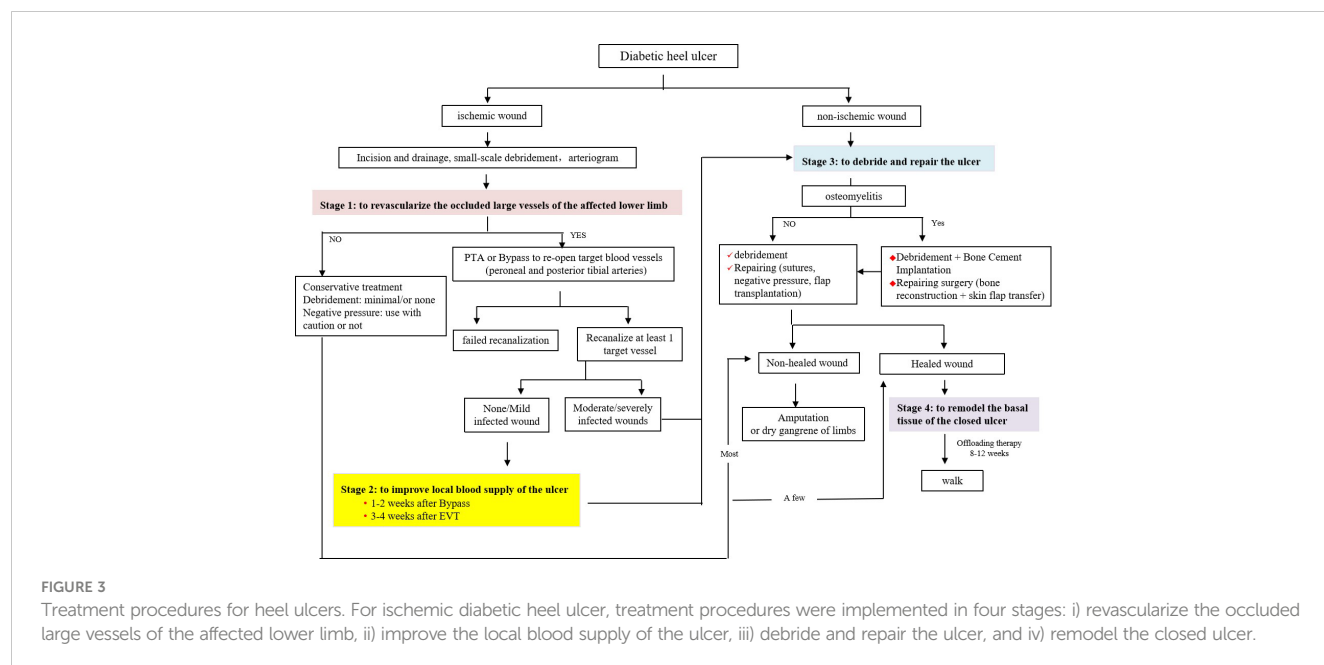 Diabetic heel ulcer
ischemic wound
non-ischemic wound
Incision and drainage, small-scale debridement，arteriogram
Stage 3: to debride and repair the ulcer
Stage 1: to revascularize the occluded large vessels of the affected lower limb
osteomyelitis
NO
YES
NO
Yes
PTA or Bypass to re-open target blood vessels
(peroneal and posterior tibial arteries)
✓debridement
✓Repairing (sutures,
negative pressure, flap
transplantation)
◆Debridement + Bone Cement
Implantation
◆Repairing surgery (bone
reconstruction + skin flap transfer)
Conservative treatment
Debridement: minimal/or none
Negative pressure: use with
caution or not
failed recanalization
Recanalize at least 1
target vessel
Non-healed wound
Healed wound
None/Mild
infected wound
Moderate/severely
infected wounds
Amputation
or dry gangrene of limbs
Stage 4: to remodel the basal
tissue of the closed ulcer
Most
Offloading therapy
8-12 weeks
walk
Stage 2: to improve local blood supply of the ulcer
• 1-2 weeks after Bypass
• 3-4 weeks after EVT
A few
FIGURE 3
Treatment procedures for heel ulcers. For ischemic diabetic heel ulcer, treatment procedures were implemented in four stages: i) revascularize the occluded
large vessels of the affected lower limb, ii) improve the local blood supply of the ulcer, iii) debride and repair the ulcer, and iv) remodel the closed ulcer.